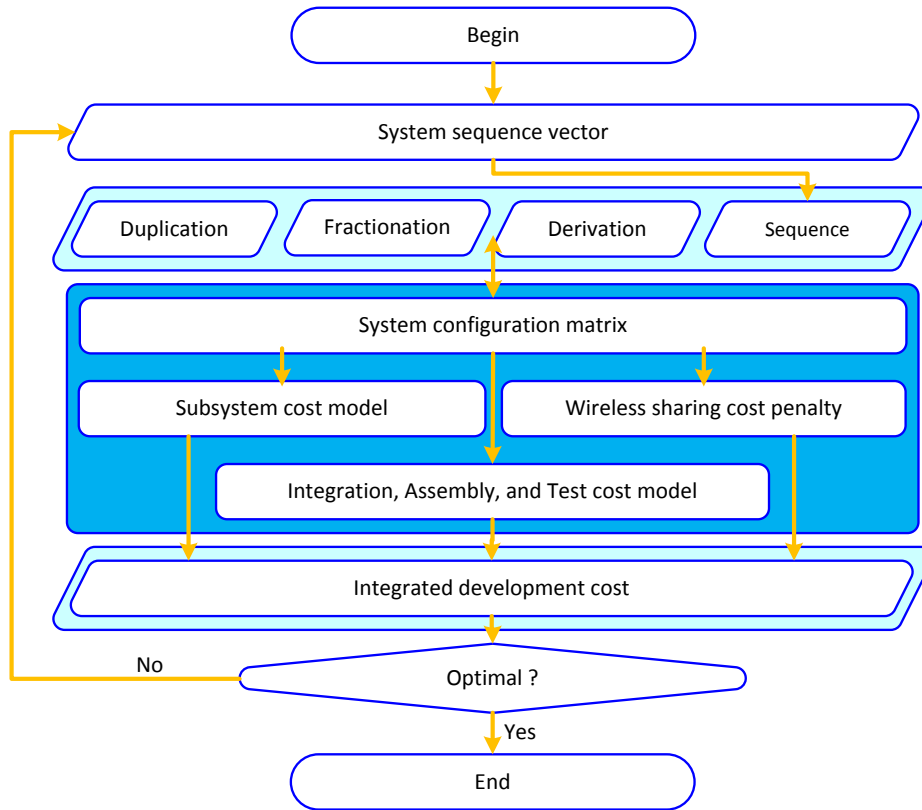 Begin
System sequence vector
Duplication
Fractionation
Derivation
Sequence
System configuration matrix
Subsystem cost model
Wireless sharing cost penalty
Integration, Assembly, and Test cost model
Integrated development cost
No
Optimal ?
Yes
End